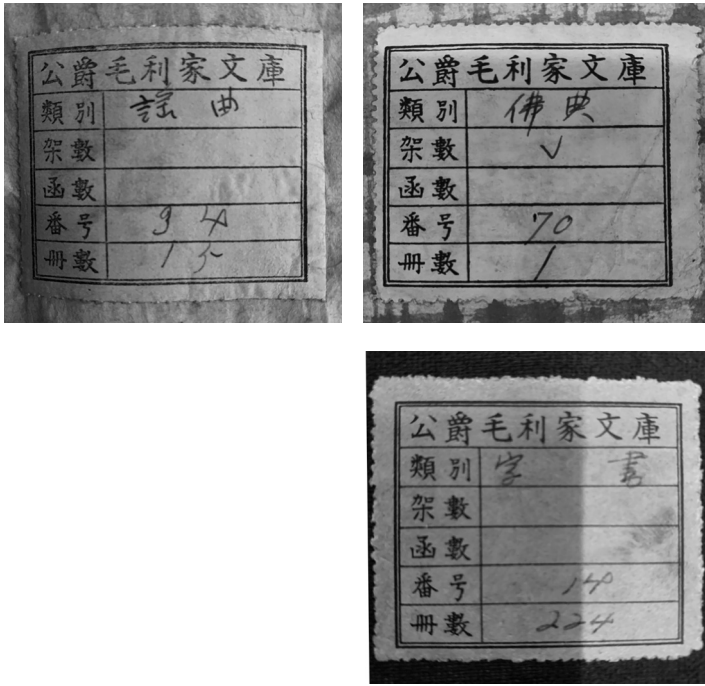 公爵毛利家文庫
類別 謡曲
架數
函數
番号 94
冊數 15
公爵毛利家文庫
類別 佛典
架數 V
函數
番号 70
冊數 1
公爵毛利家文庫
類別 字書
架數
函數
番号 14
冊數 224